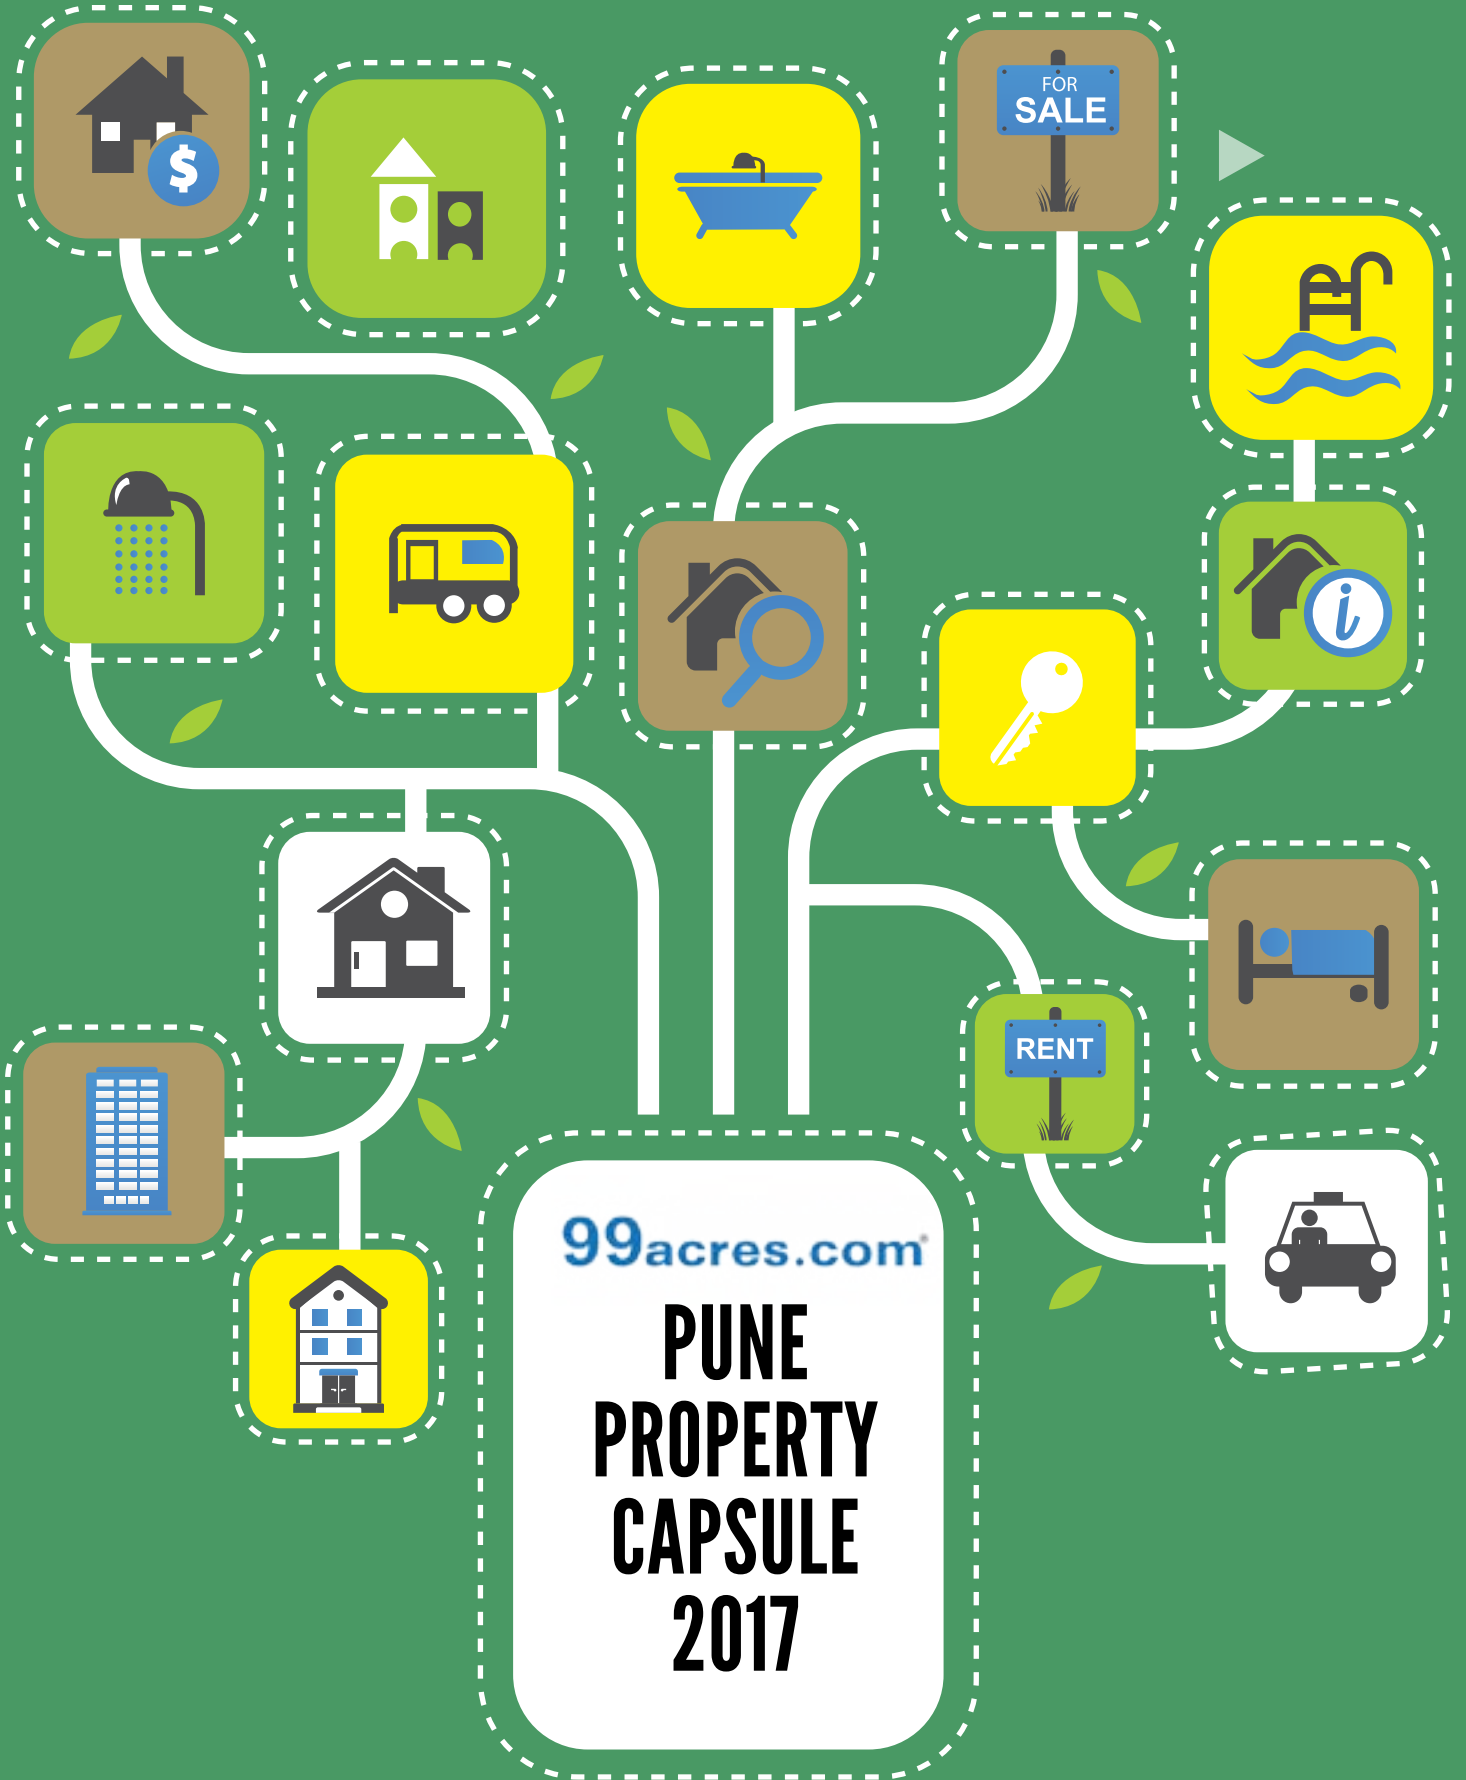 $
FOR
SALE
i
RENT
99acres.com®
PUNE
PROPERTY
CAPSULE
2017